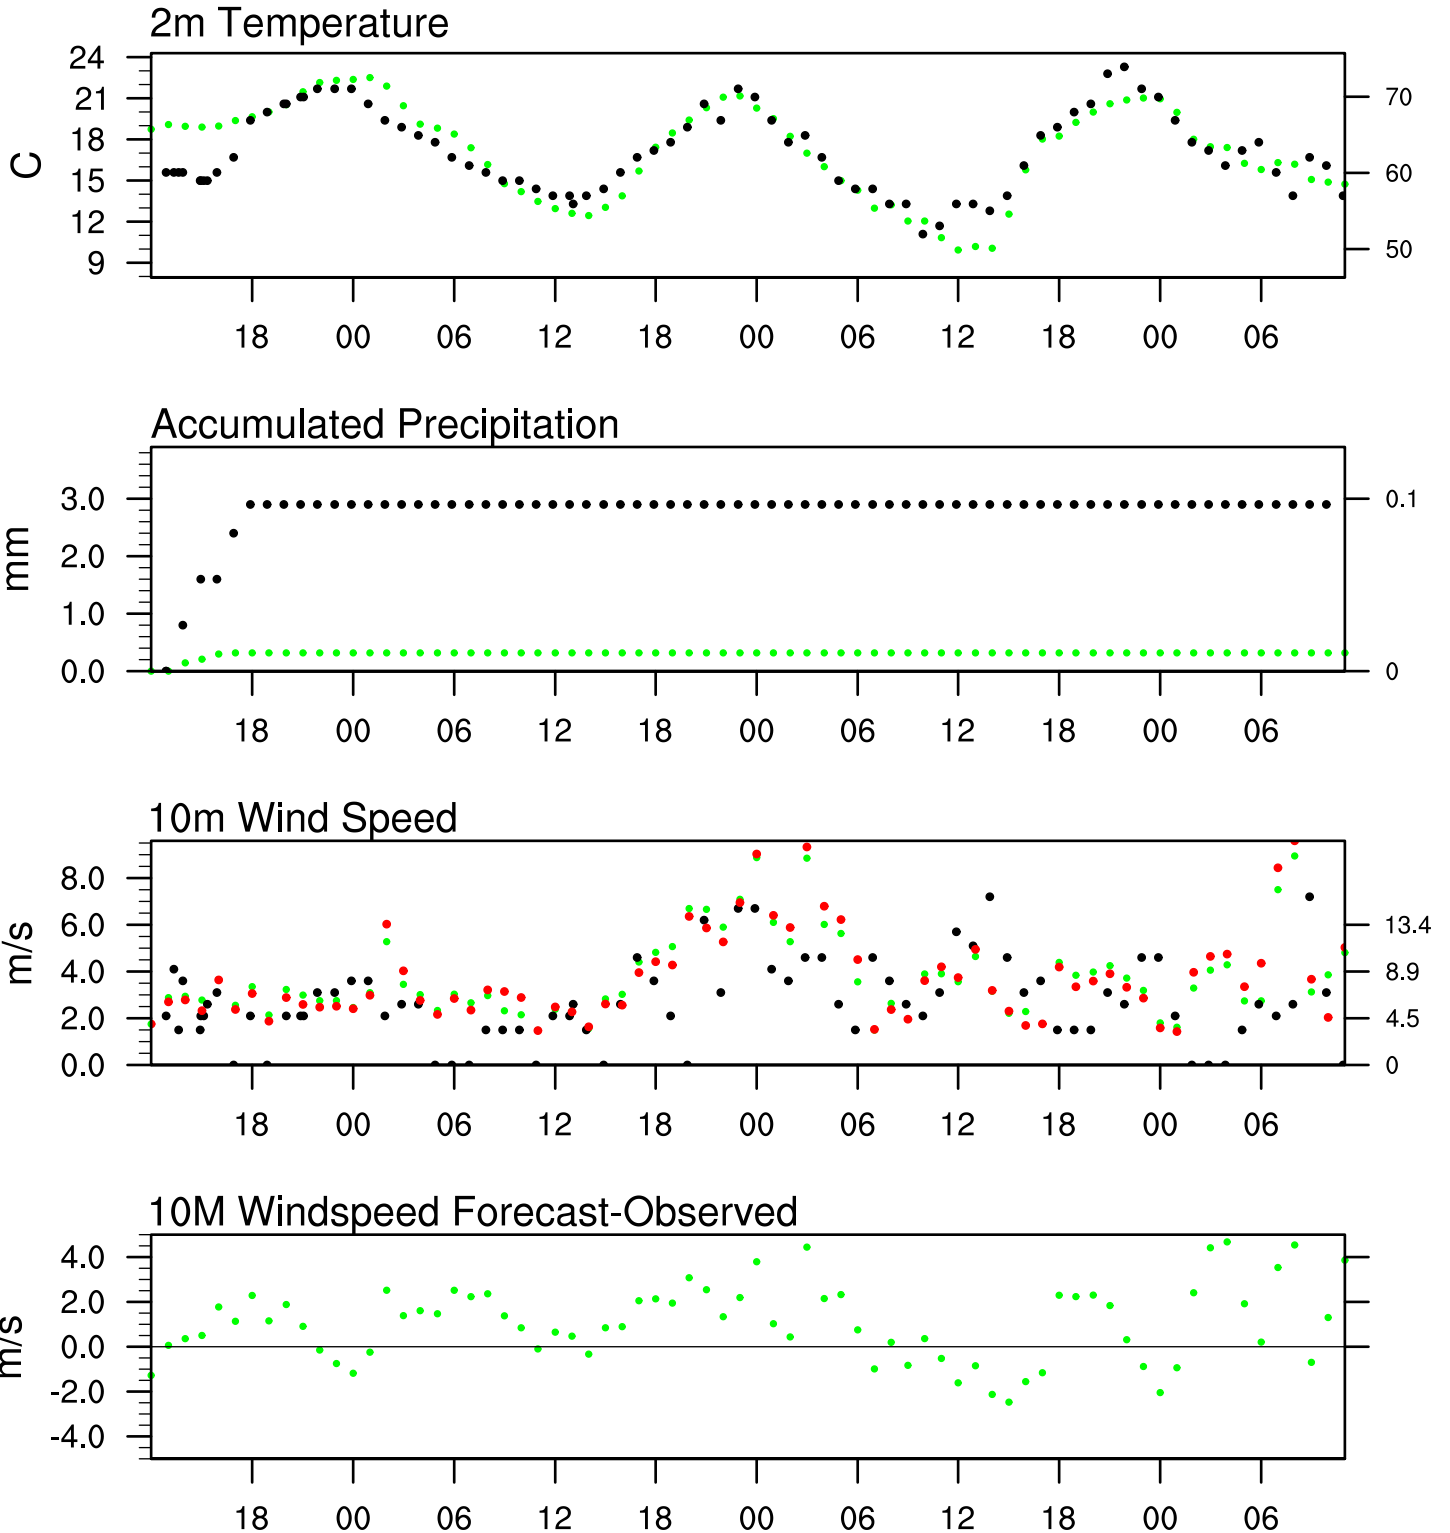 2m Temperature
24
21
18
15
12
9
C
70
60
50
18 00 06 12 18 00 06 12 18 00 06
Accumulated Precipitation
3.0
2.0
1.0
0.0
mm
0.1
0
18 00 06 12 18 00 06 12 18 00 06
10m Wind Speed
8.0
6.0
4.0
2.0
0.0
m/s
13.4
8.9
4.5
0
18 00 06 12 18 00 06 12 18 00 06
10M Windspeed Forecast-Observed
4.0
2.0
0.0
-2.0
-4.0
m/s
18 00 06 12 18 00 06 12 18 00 06